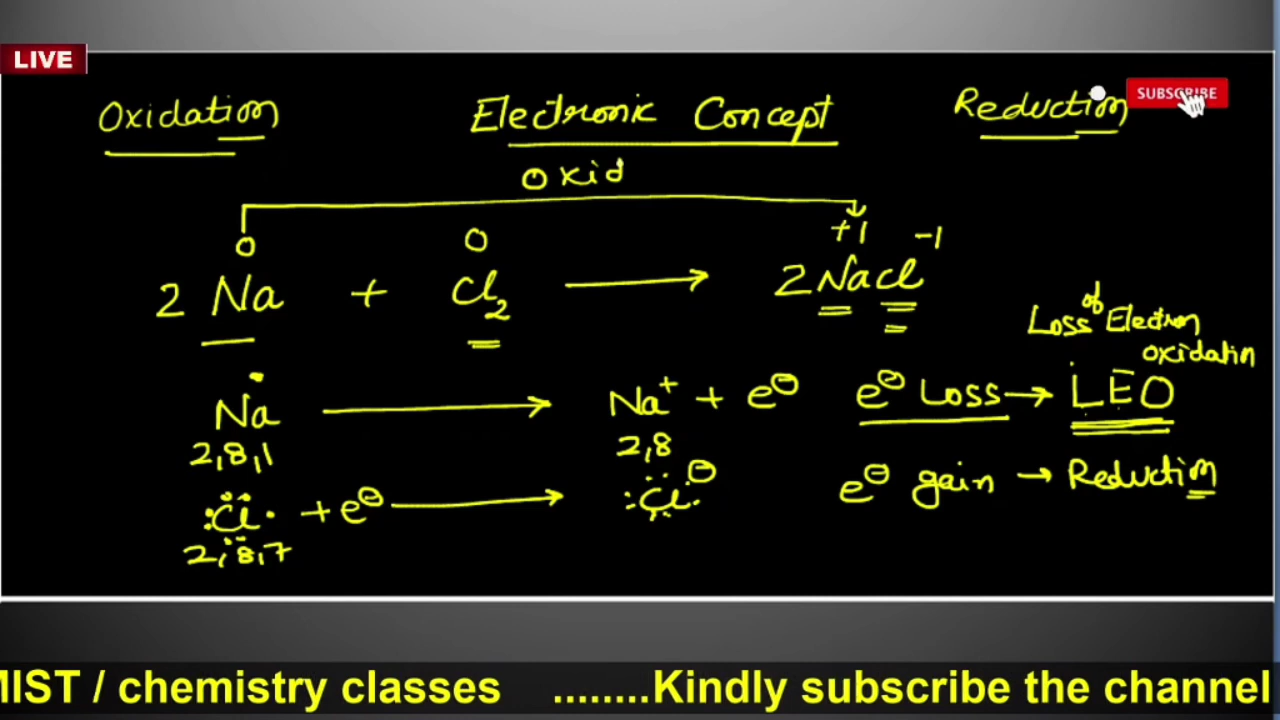 LIVE
Oxidation Electronic Concept Reduction SUBSCRIBE
Oxid
0 0 +1 -1
2 Na + Cl₂ → 2NaCl
Loss of Electron
oxidatin
Na → Na⁺ + e⊖ e⊖ Loss → LEO
2,8,1 2,8
:Cl. + e⊖ → :Cl:⊖ e⊖ gain → Reduction
2,8,7
MIST / chemistry classes ........Kindly subscribe the channel